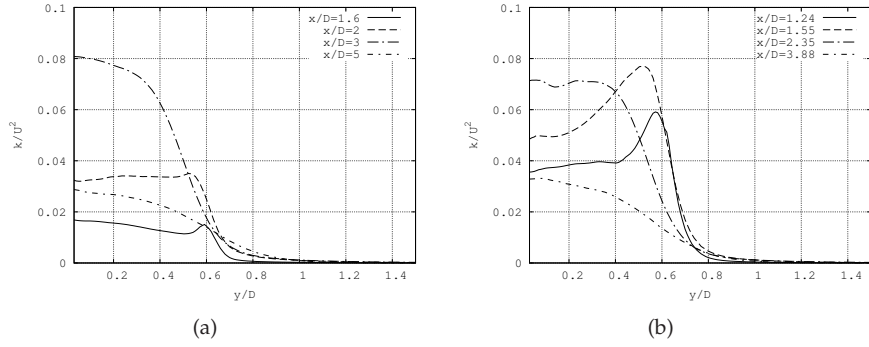 0.1
0.08
0.06
0.04
0.02
0
k/U²
0.2 0.4 0.6 0.8 1 1.2 1.4
y/D
x/D=1.6
x/D=2
x/D=3
x/D=5
(a)
0.1
0.08
0.06
0.04
0.02
0
k/U²
0.2 0.4 0.6 0.8 1 1.2 1.4
y/D
x/D=1.24
x/D=1.55
x/D=2.35
x/D=3.88
(b)